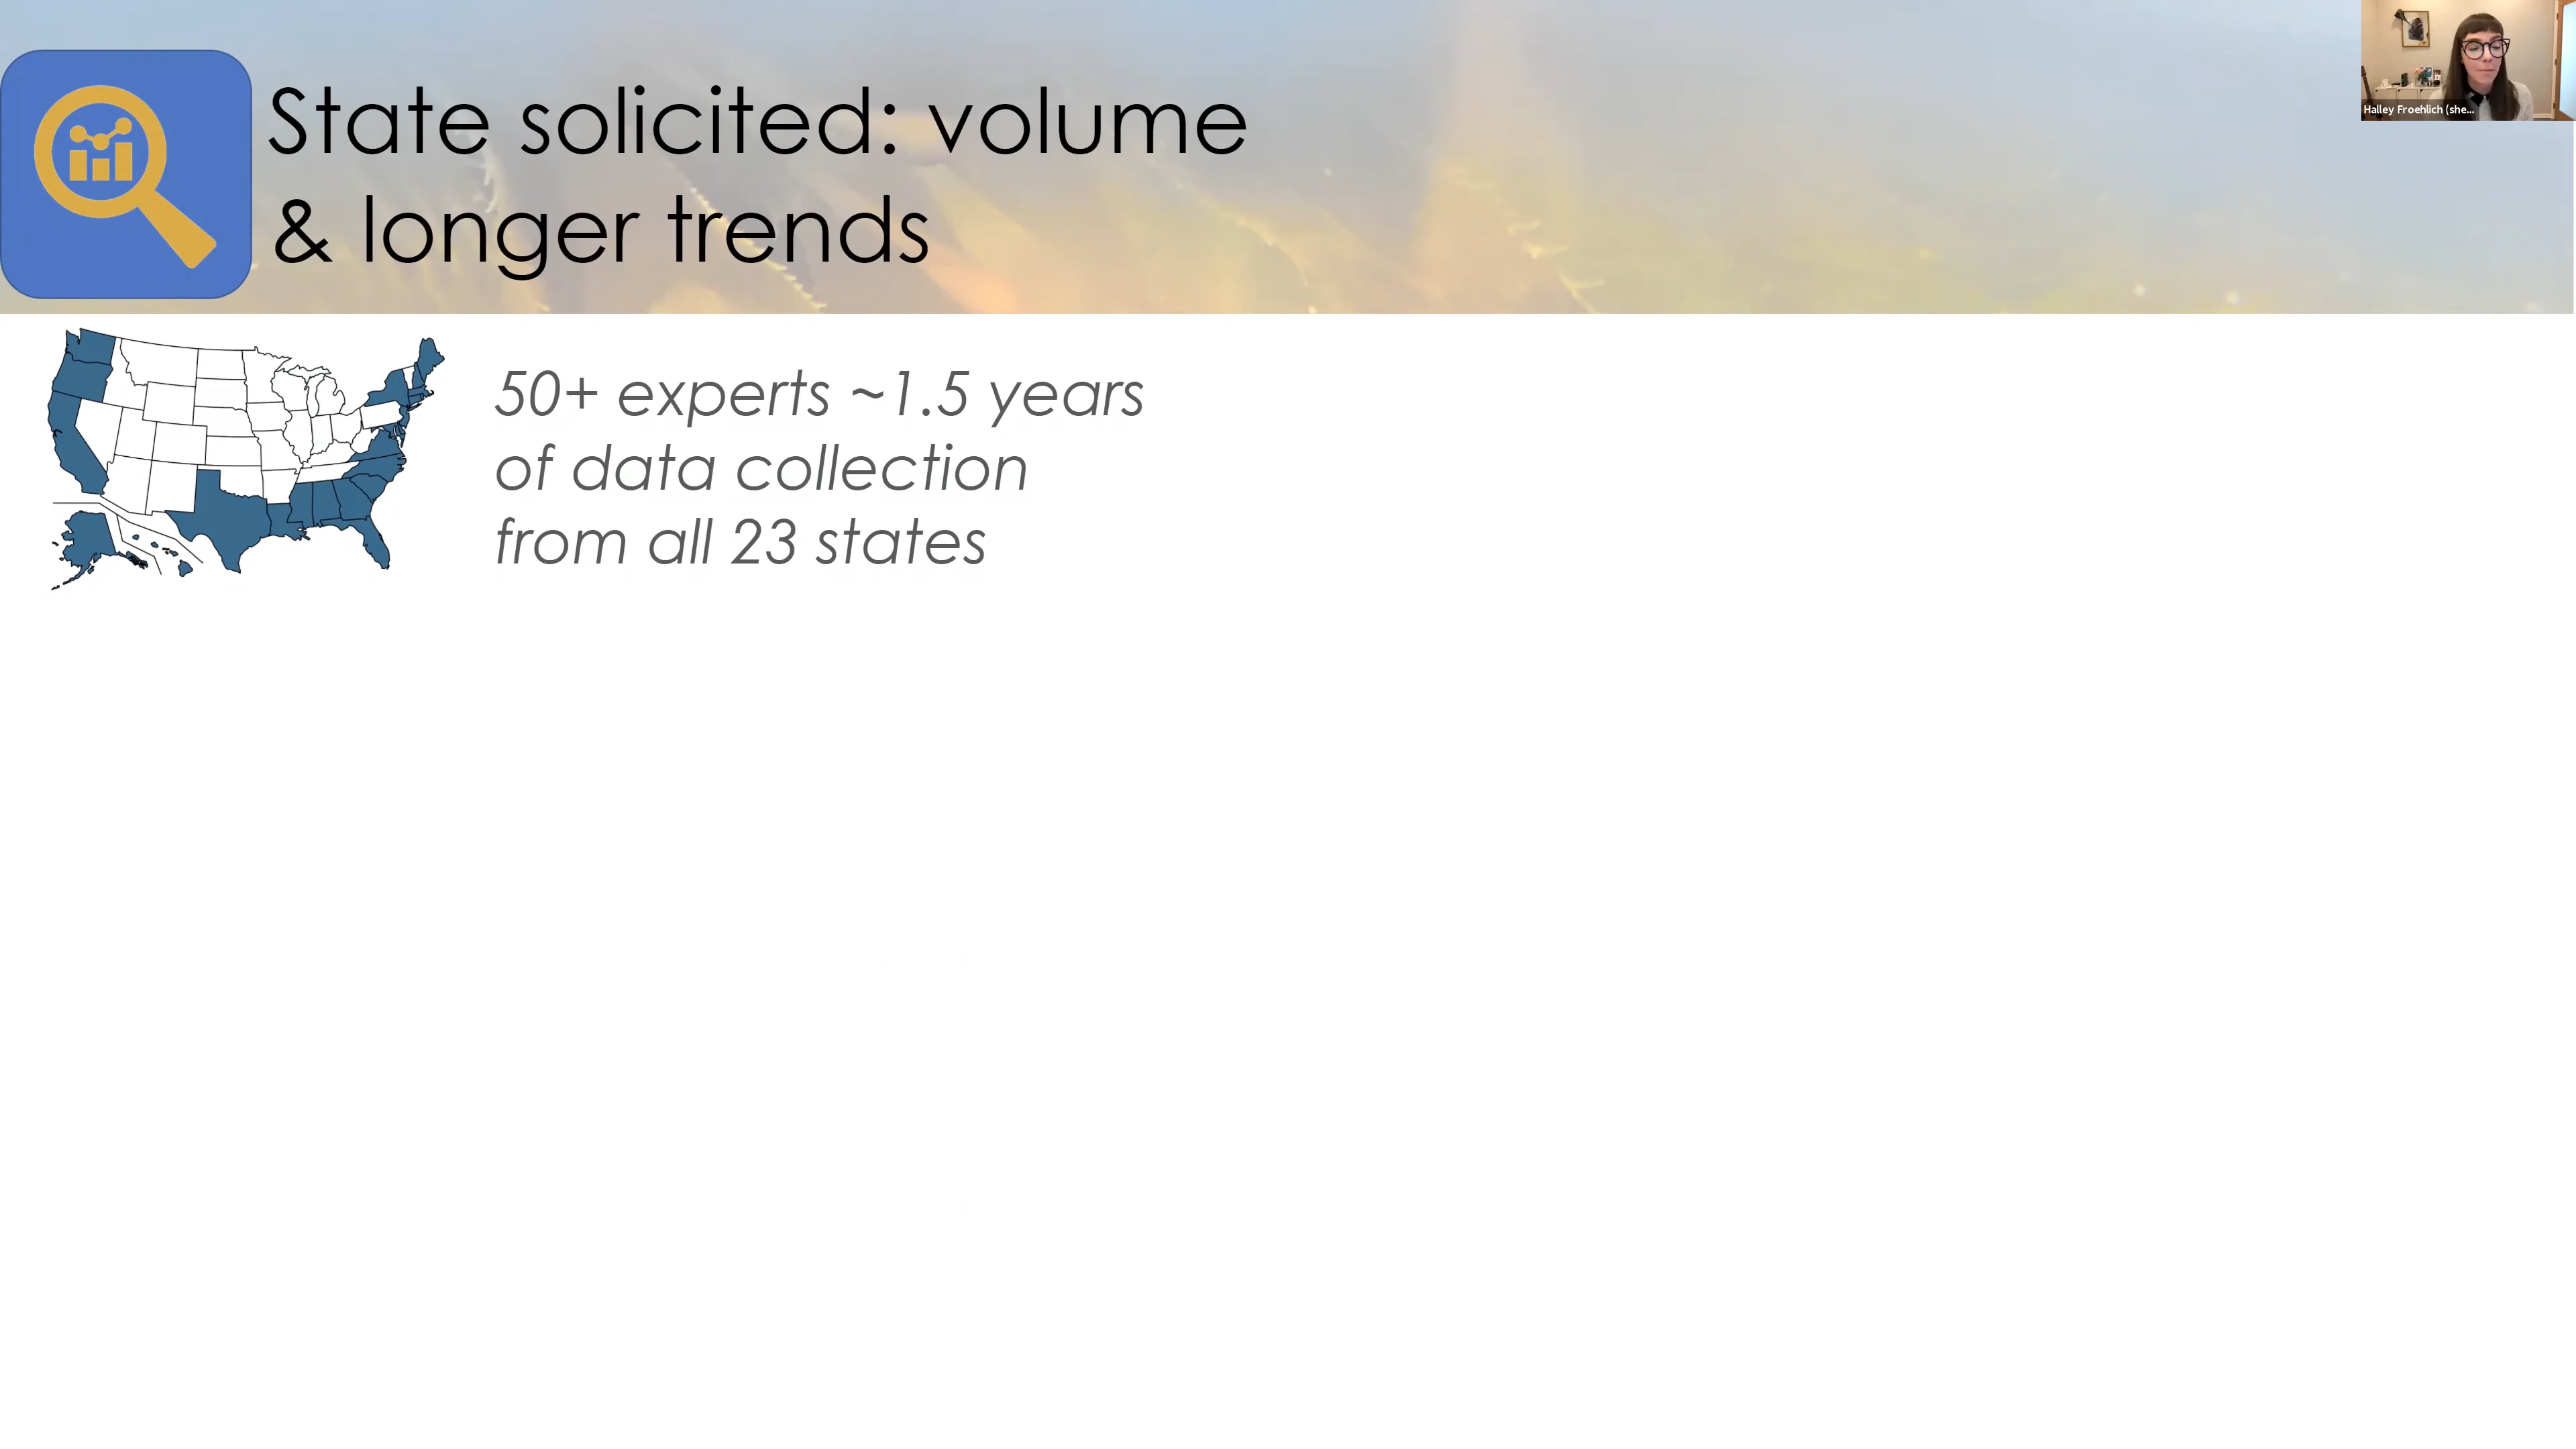 State solicited: volume
& longer trends
Halley Froehlich (she...
50+ experts ~1.5 years
of data collection
from all 23 states